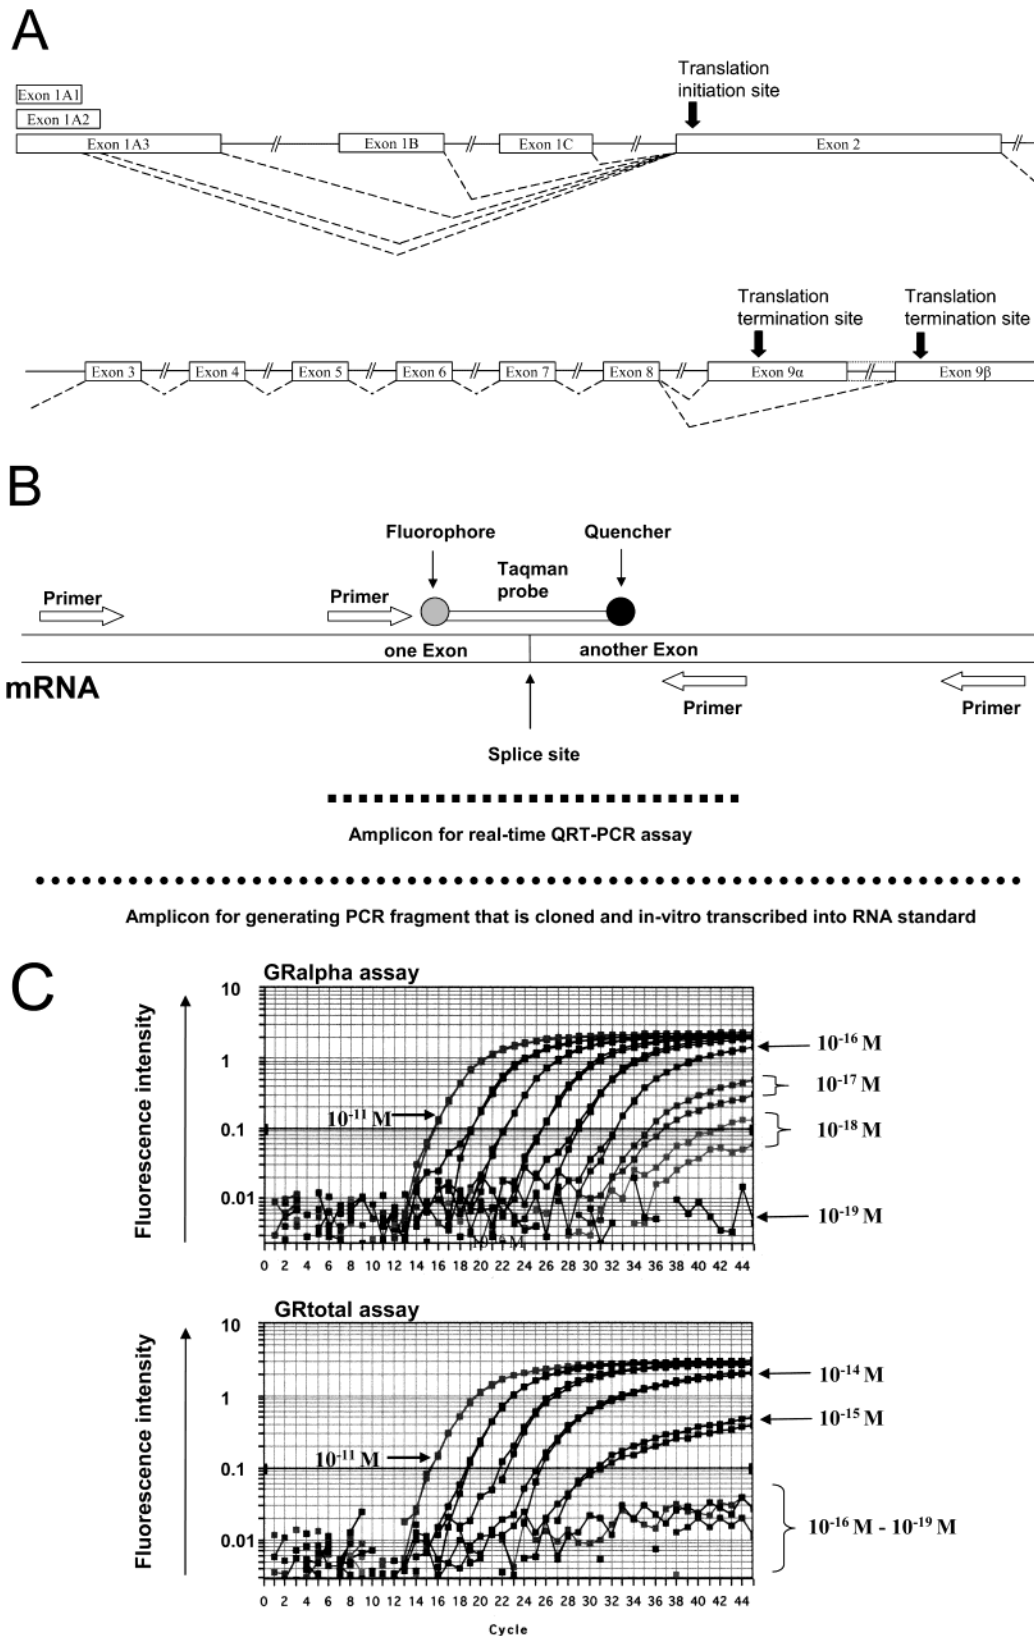 A
Exon 1A1
Exon 1A2
Exon 1A3
Exon 1B
Exon 1C
Translation
initiation site
Exon 2
Translation
termination site
Translation
termination site
Exon 3
Exon 4
Exon 5
Exon 6
Exon 7
Exon 8
Exon 9α
Exon 9β
B
Fluorophore
Quencher
Taqman
probe
Primer
Primer
one Exon
another Exon
mRNA
Primer
Primer
Splice site
Amplicon for real-time QRT-PCR assay
Amplicon for generating PCR fragment that is cloned and in-vitro transcribed into RNA standard
C
GRalpha assay
Fluorescence intensity
10
1
0.1
0.01
10⁻¹¹ M
10⁻¹⁶ M
10⁻¹⁷ M
10⁻¹⁸ M
10⁻¹⁹ M
0 2 4 6 8 10 12 14 16 18 20 22 24 26 28 30 32 34 36 38 40 42 44
GRtotal assay
Fluorescence intensity
10
1
0.1
0.01
10⁻¹¹ M
10⁻¹⁴ M
10⁻¹⁵ M
10⁻¹⁶ M - 10⁻¹⁹ M
0 2 4 6 8 10 12 14 16 18 20 22 24 26 28 30 32 34 36 38 40 42 44
Cycle